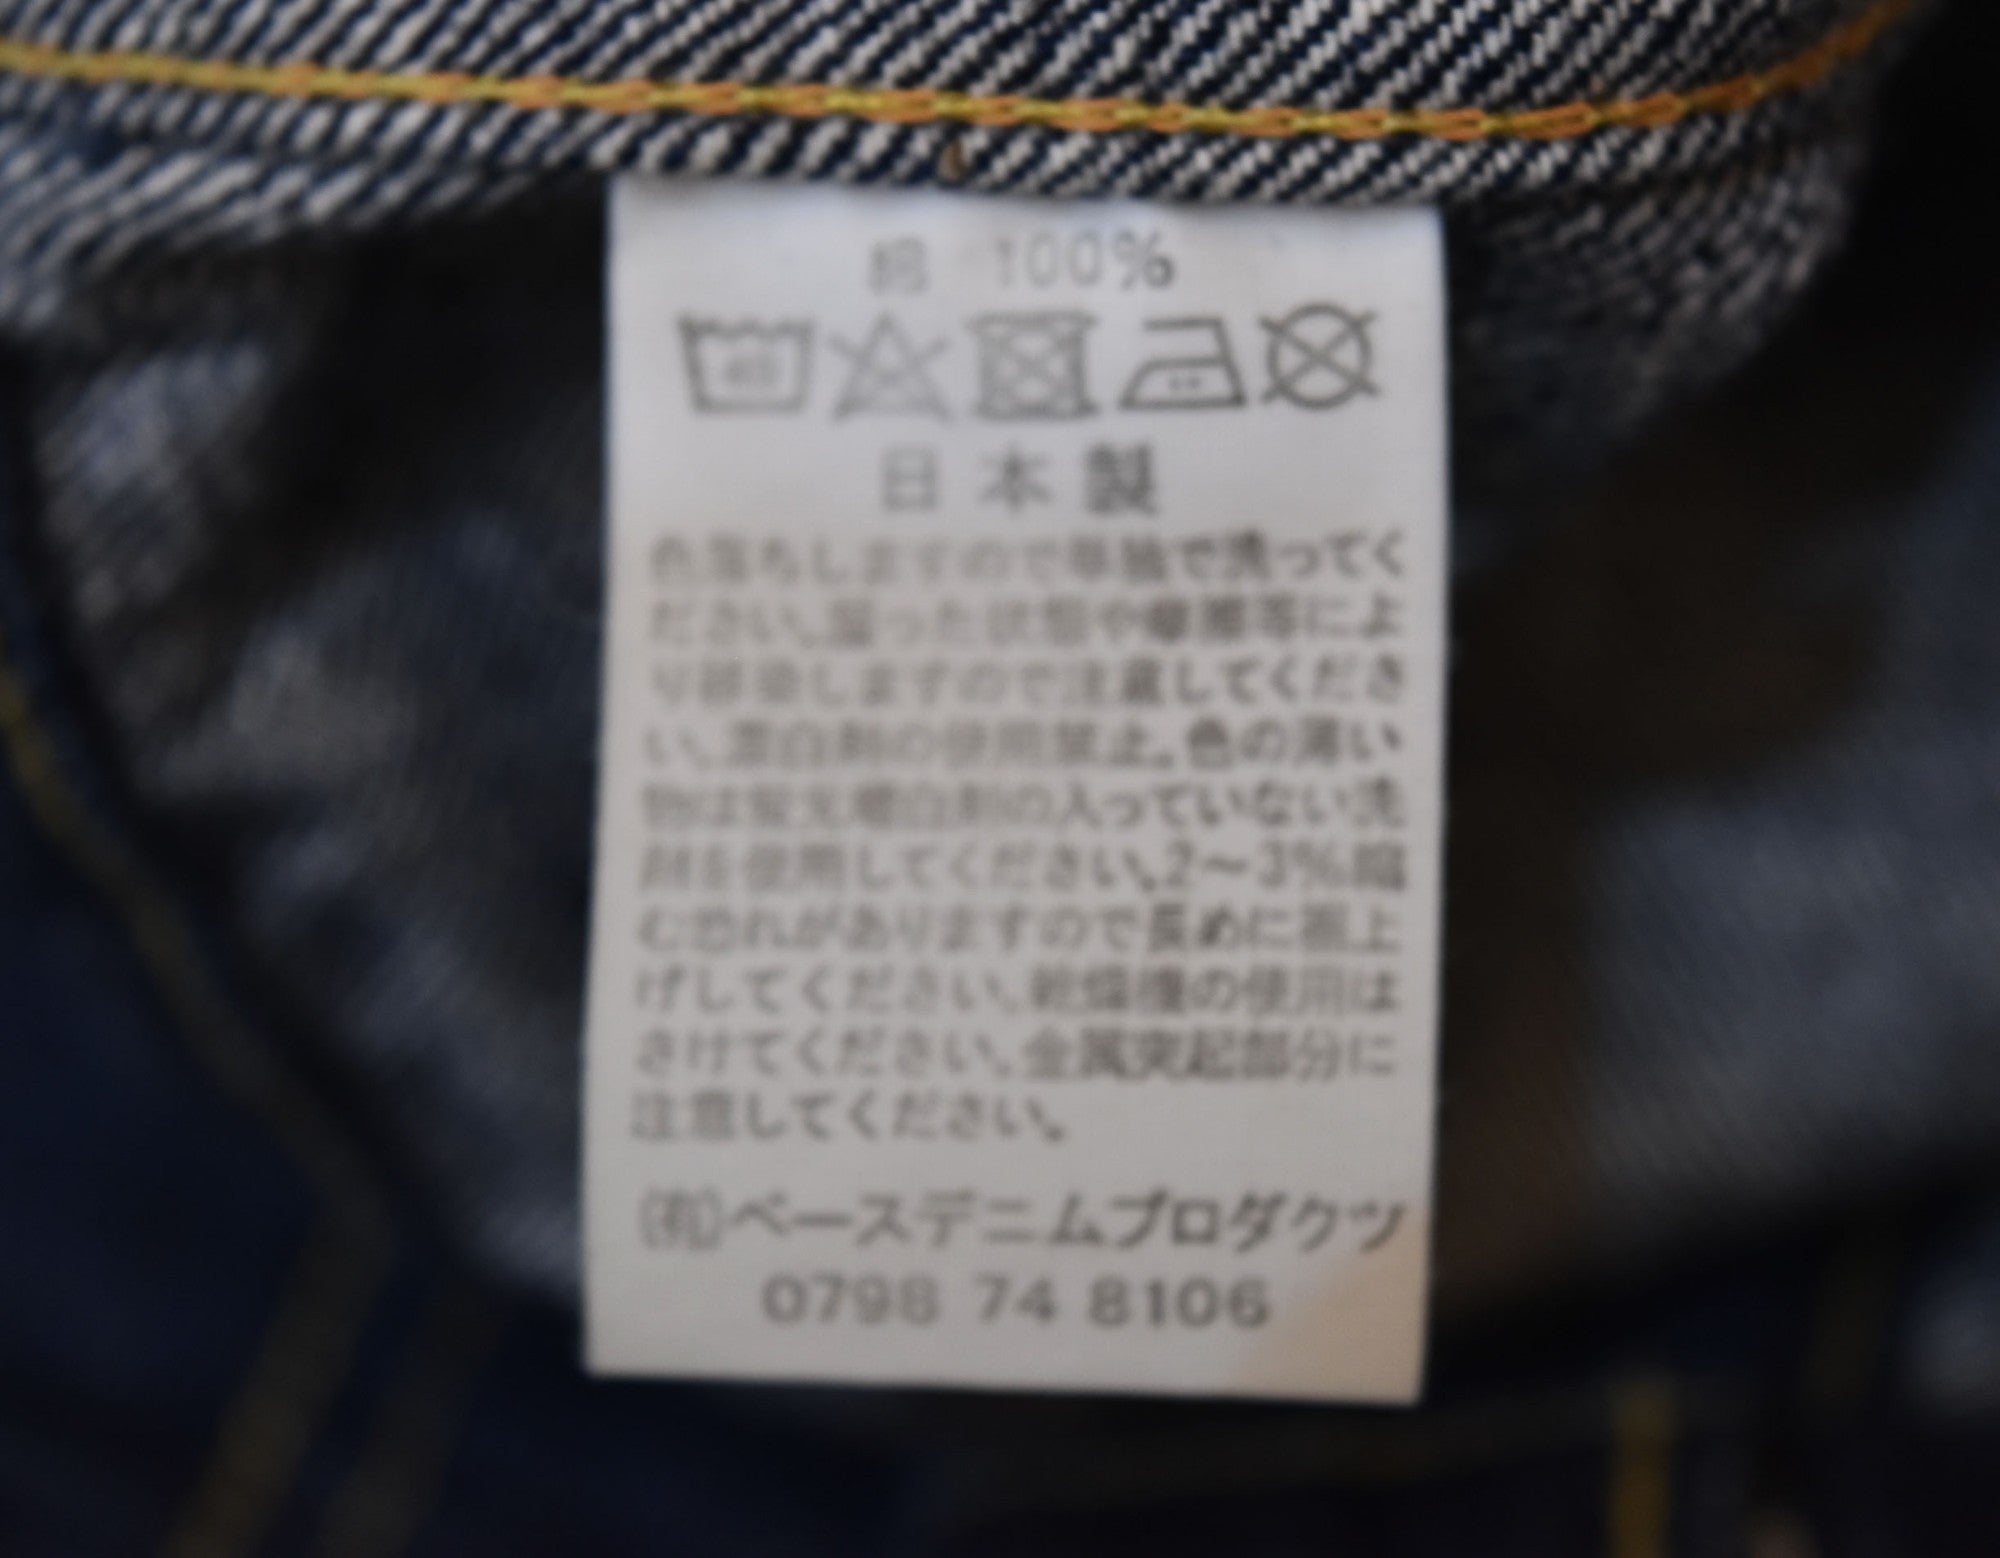 綿 100%
40
日本製
色落ちしますので単独で洗ってく
ださい。湿った状態や摩擦等によ
り移染しますので注意してくださ
い。漂白剤の使用禁止。色の薄い
物は蛍光増白剤の入っていない洗
剤を使用してください。2～3%縮
む恐れがありますので長めに裾上
げしてください。乾燥機の使用は
さけてください。金属突起部分に
注意してください。
(有)ベースデニムプロダクツ
0798 74 8106